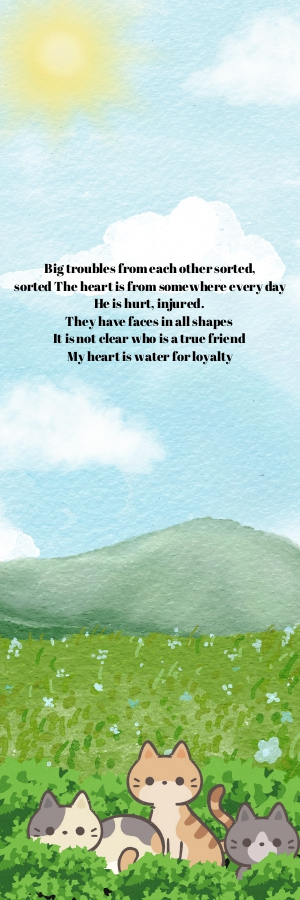 Big troubles from each other sorted,
sorted The heart is from somewhere every day
He is hurt, injured.
They have faces in all shapes
It is not clear who is a true friend
My heart is water for loyalty